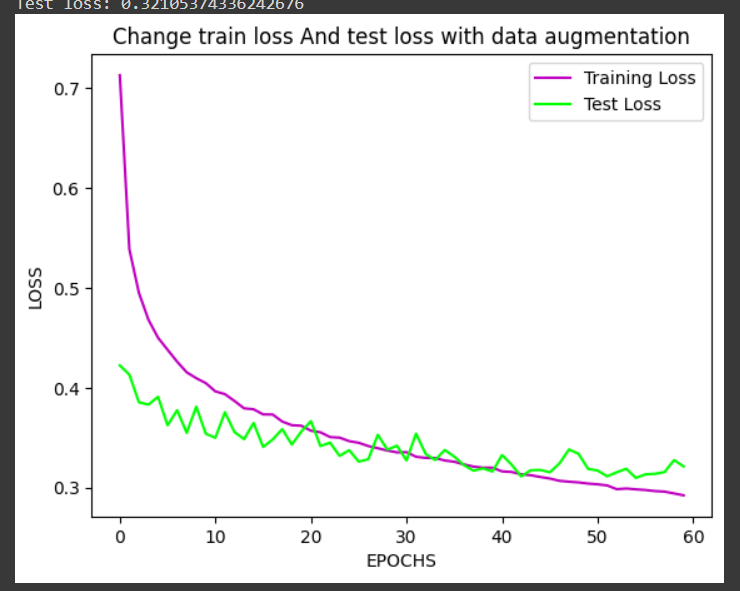 Test loss: 0.32105374336242676
Change train loss And test loss with data augmentation
Training Loss
Test Loss
0.7
0.6
0.5
0.4
0.3
LOSS
0 10 20 30 40 50 60
EPOCHS